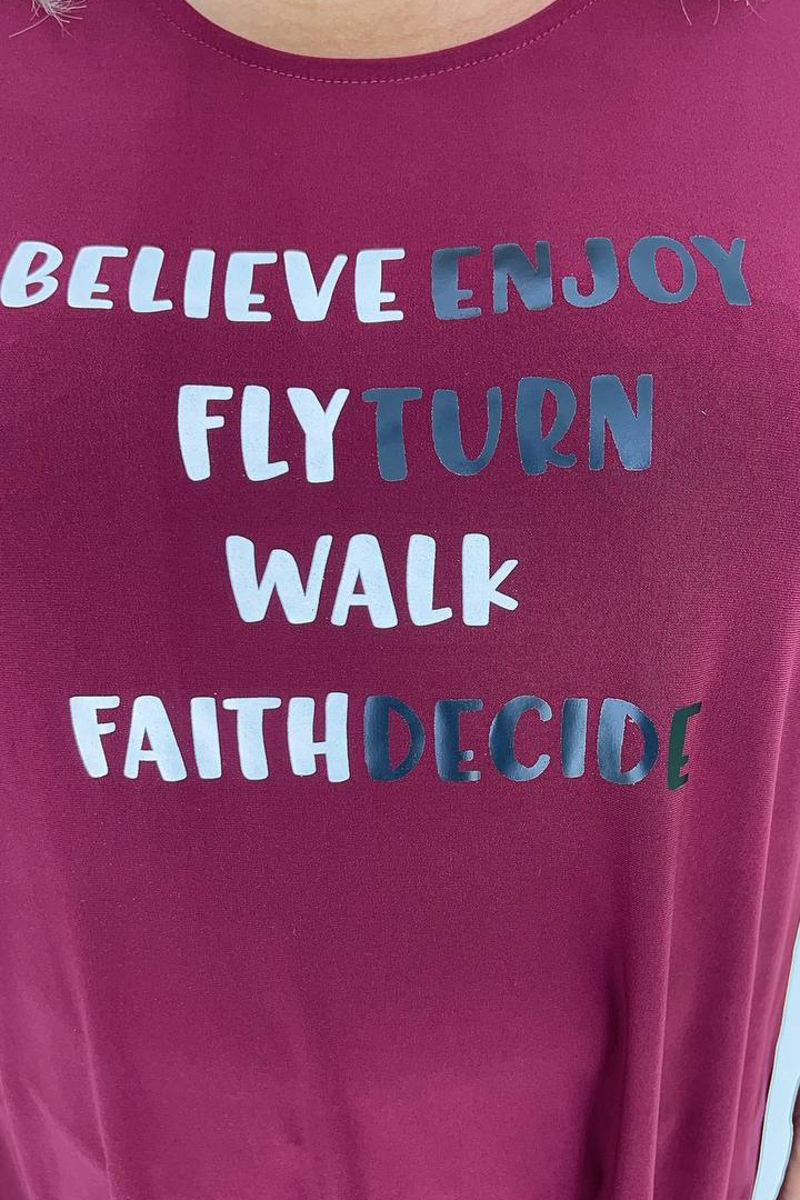 BELIEVE ENJOY
FLY TURN
WALK
FAITH DECIDE